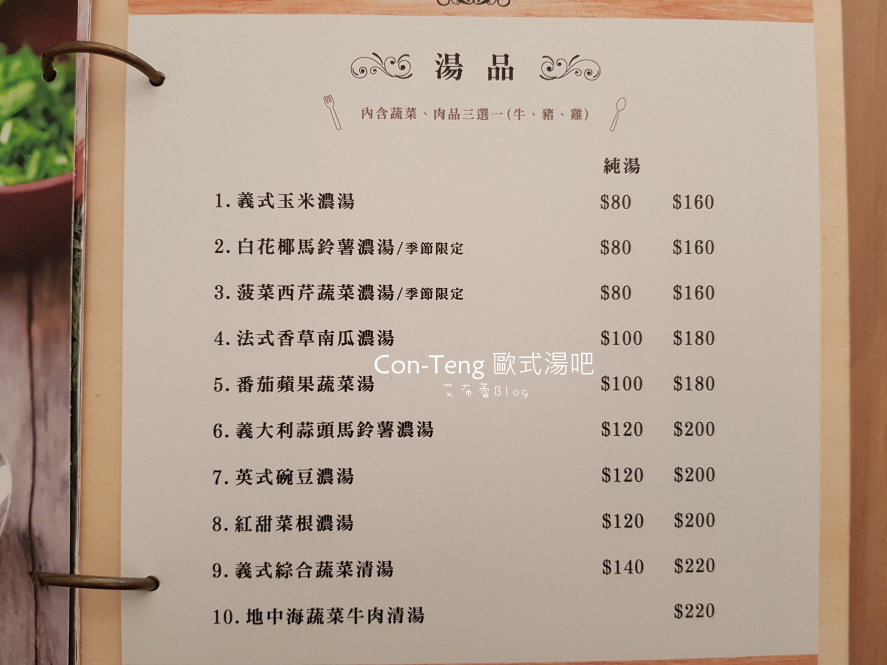 湯 品
內含蔬菜、肉品三選一(牛、豬、雞)
純湯
1. 義式玉米濃湯 $80 $160
2. 白花椰馬鈴薯濃湯/季節限定 $80 $160
3. 菠菜西芹蔬菜濃湯/季節限定 $80 $160
4. 法式香草南瓜濃湯 $100 $180
Con-Teng 歐式湯吧
5. 番茄蘋果蔬菜湯 $100 $180
艾布蕾Blog
6. 義大利蒜頭馬鈴薯濃湯 $120 $200
7. 英式碗豆濃湯 $120 $200
8. 紅甜菜根濃湯 $120 $200
9. 義式綜合蔬菜清湯 $140 $220
10. 地中海蔬菜牛肉清湯 $220